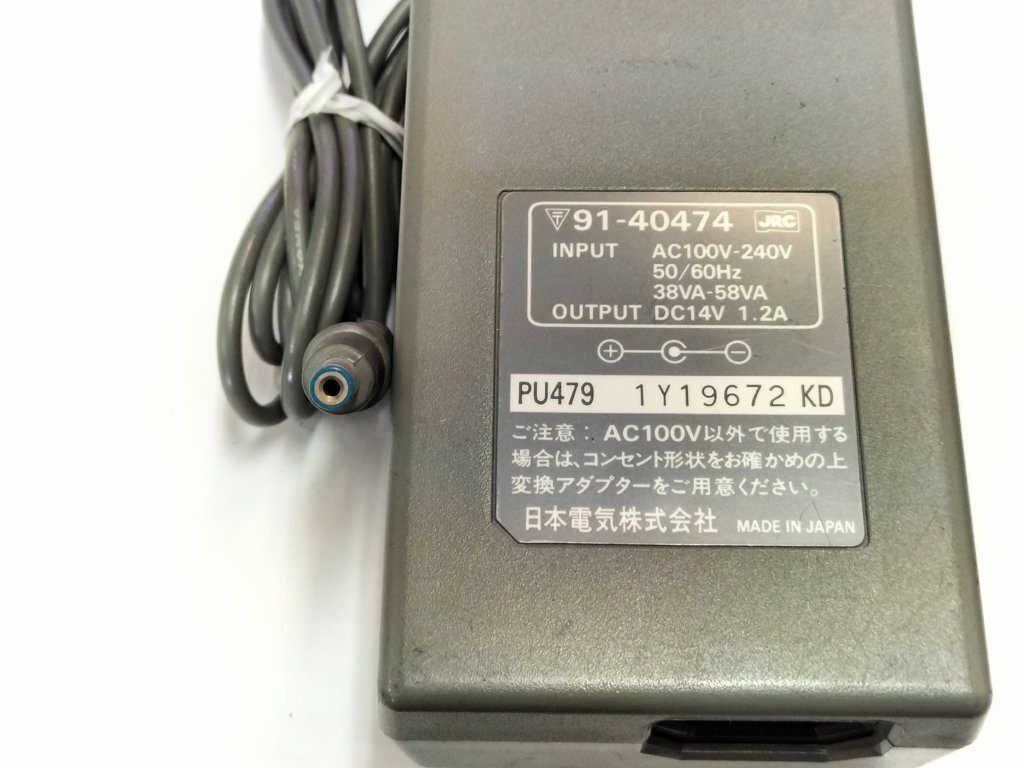 91-40474 JRC
INPUT AC100V-240V
50/60Hz
38VA-58VA
OUTPUT DC14V 1.2A
PU479 1Y19672 KD
ご注意: AC100V以外で使用する
場合は、コンセント形状をお確かめの上
変換アダプターをご用意ください。
日本電気株式会社 MADE IN JAPAN